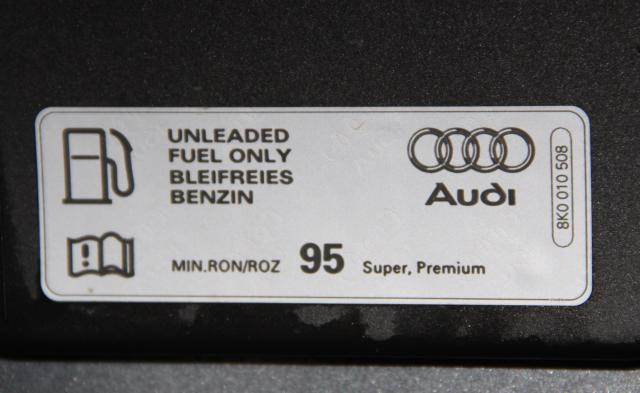 UNLEADED
FUEL ONLY
BLEIFREIES
BENZIN
MIN.RON/ROZ 95 Super, Premium
Audi
8K0 010 508